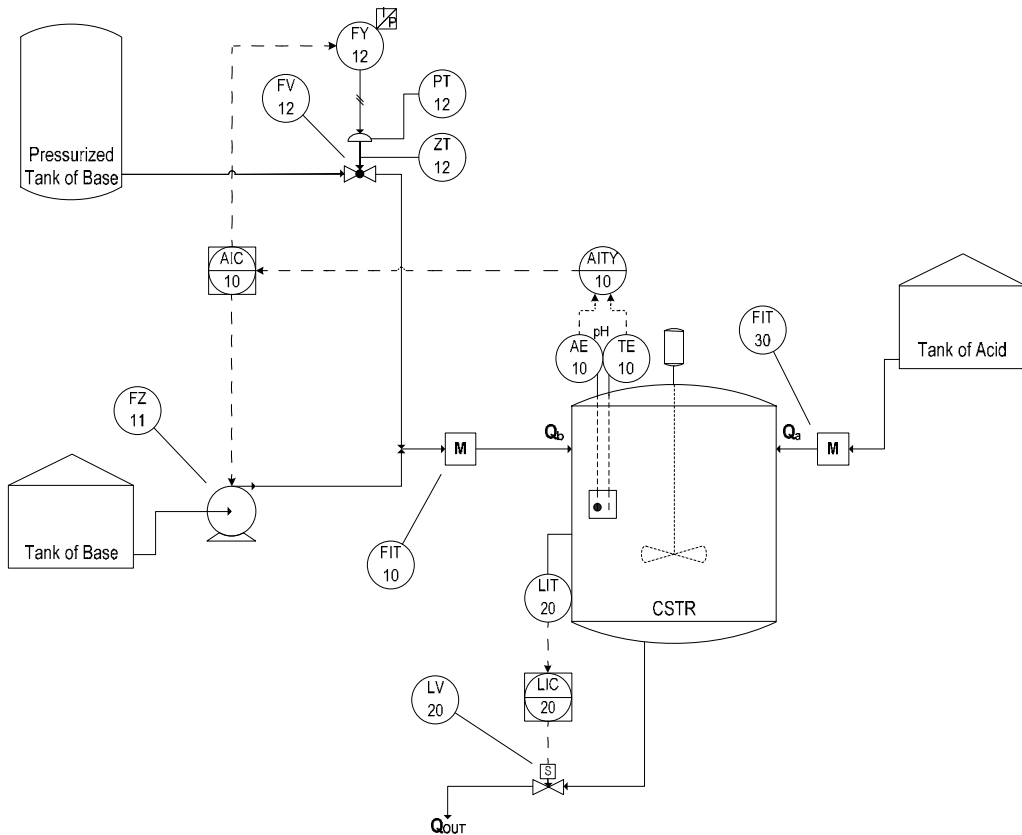 I
P
FY
12
FV
12
PT
12
ZT
12
Pressurized
Tank of Base
AIC
10
AITY
10
FIT
30
Tank of Acid
pH
AE
10
TE
10
FZ
11
Qb
M
Qa
M
Tank of Base
FIT
10
LIT
20
CSTR
LV
20
LIC
20
S
QOUT